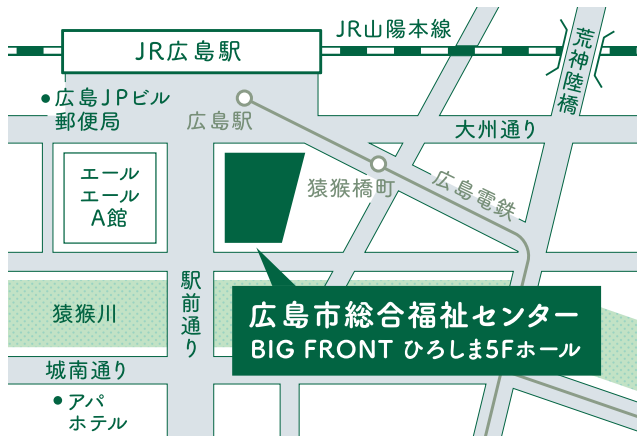 JR山陽本線
JR広島駅
荒神陸橋
広島JPビル
郵便局
広島駅
大州通り
エール
エール
A館
猿猴橋町
広島電鉄
駅前通り
猿猴川
広島市総合福祉センター
BIG FRONT ひろしま5Fホール
城南通り
アパ
ホテル